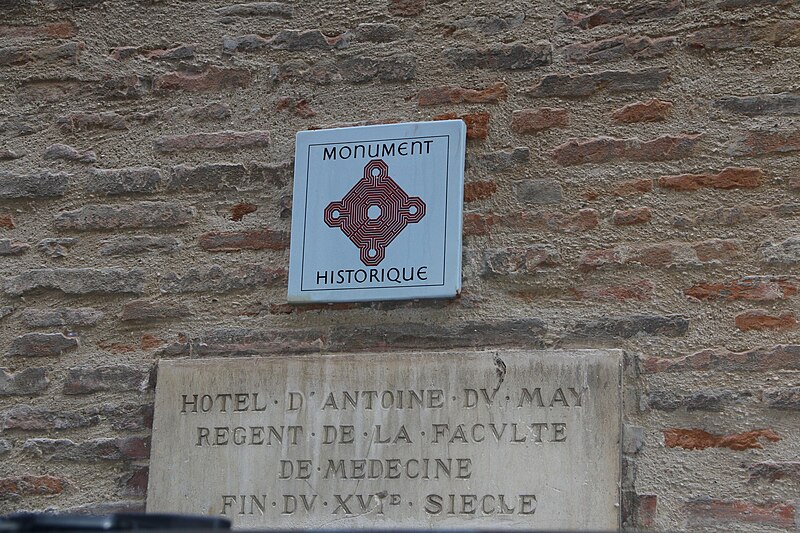 MONUMENT
HISTORIQUE
HOTEL · D'ANTOINE · DV · MAY
REGENT · DE · LA · FACVLTE
DE · MEDECINE
FIN · DV · XVIE · SIECLE